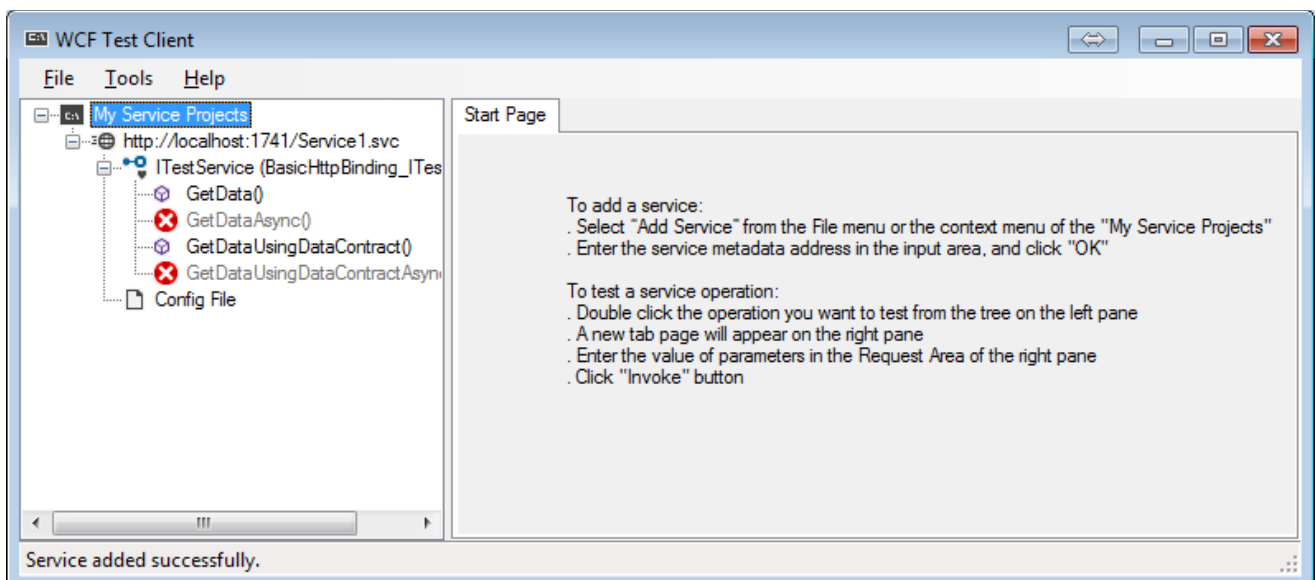 WCF Test Client
File Tools Help
My Service Projects
http://localhost:1741/Service1.svc
ITestService (BasicHttpBinding_ITes
GetData()
GetDataAsync()
GetDataUsingDataContract()
GetDataUsingDataContractAsyn
Config File
Start Page
To add a service:
. Select "Add Service" from the File menu or the context menu of the "My Service Projects"
. Enter the service metadata address in the input area, and click "OK"
To test a service operation:
. Double click the operation you want to test from the tree on the left pane
. A new tab page will appear on the right pane
. Enter the value of parameters in the Request Area of the right pane
. Click "Invoke" button
Service added successfully.